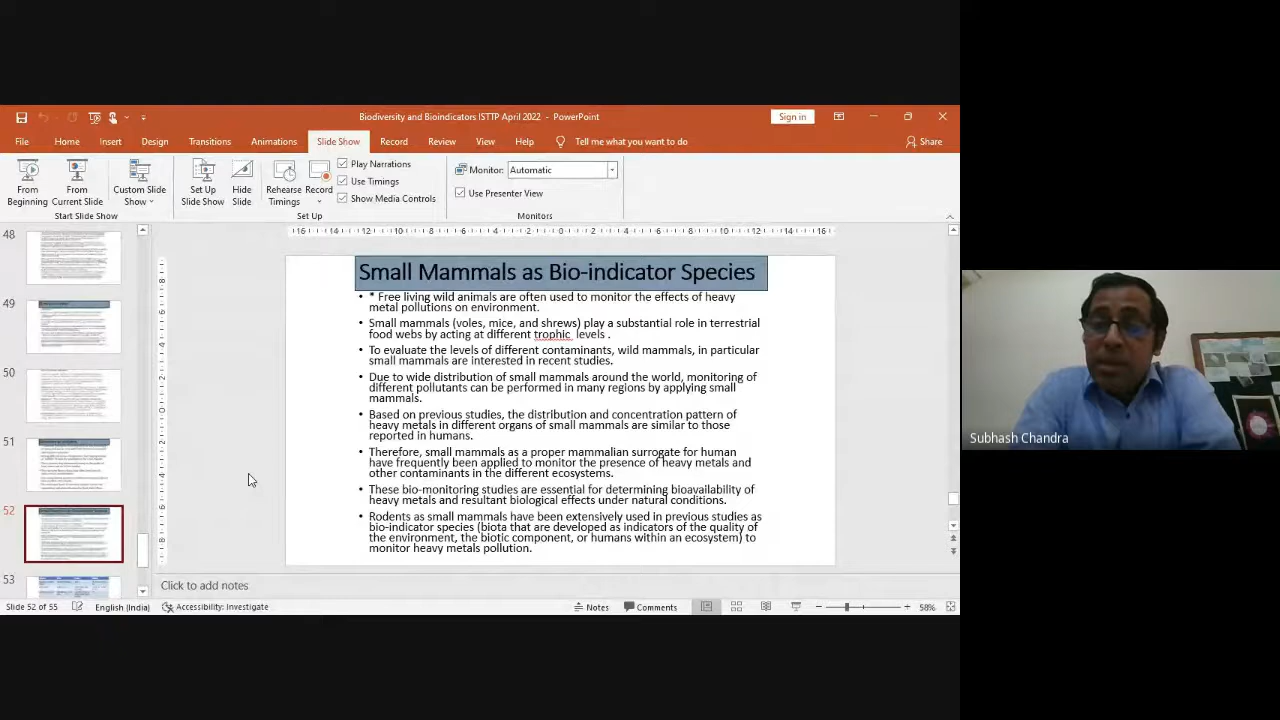 Biodiversity and Bioindicators ISTTP April 2022 - PowerPoint
Sign in
File Home Insert Design Transitions Animations Slide Show Record Review View Help Tell me what you want to do
Share
From Beginning
From Current Slide
Custom Slide Show
Set Up Slide Show
Hide Slide
Rehearse Timings
Record
Play Narrations
Use Timings
Show Media Controls
Monitor: Automatic
Use Presenter View
Start Slide Show
Set Up
Monitors
48
49
50
51
52
53
Small Mammals as Bio-indicator Species
• * Free living wild animals are often used to monitor the effects of heavy
metal pollutions on environment.
• Small mammals (voles, mice, and shrews) play a substantial role in terrestrial
food webs by acting at different trophic levels .
• To evaluate the levels of different contaminants, wild mammals, in particular
small mammals are interested in recent studies.
• Due to wide distribution of small mammals around the world, monitoring of
different pollutants can be performed in many regions by applying small
mammals.
• Based on previous studies, the distribution and concentration pattern of
heavy metals in different organs of small mammals are similar to those
reported in humans.
• Therefore, small mammals as potent mammalian surrogate for human
have frequently been used for monitoring the presence of heavy metals and
other pollutants in different ecosystems.
• These bio-monitoring studies are essential for determining bioavailability of
heavy metals and resultant biological effects under natural conditions.
• Rodents as small mammals have been extensively used in previous studies as
bio-indicator species (biota that are developed as indicators of the quality of
the environment, the biotic component, or humans within an ecosystem) to
monitor heavy metal pollution.
Click to add notes
Slide 52 of 55
English (India)
Accessibility: Investigate
Notes
Comments
58%
Subhash Chandra